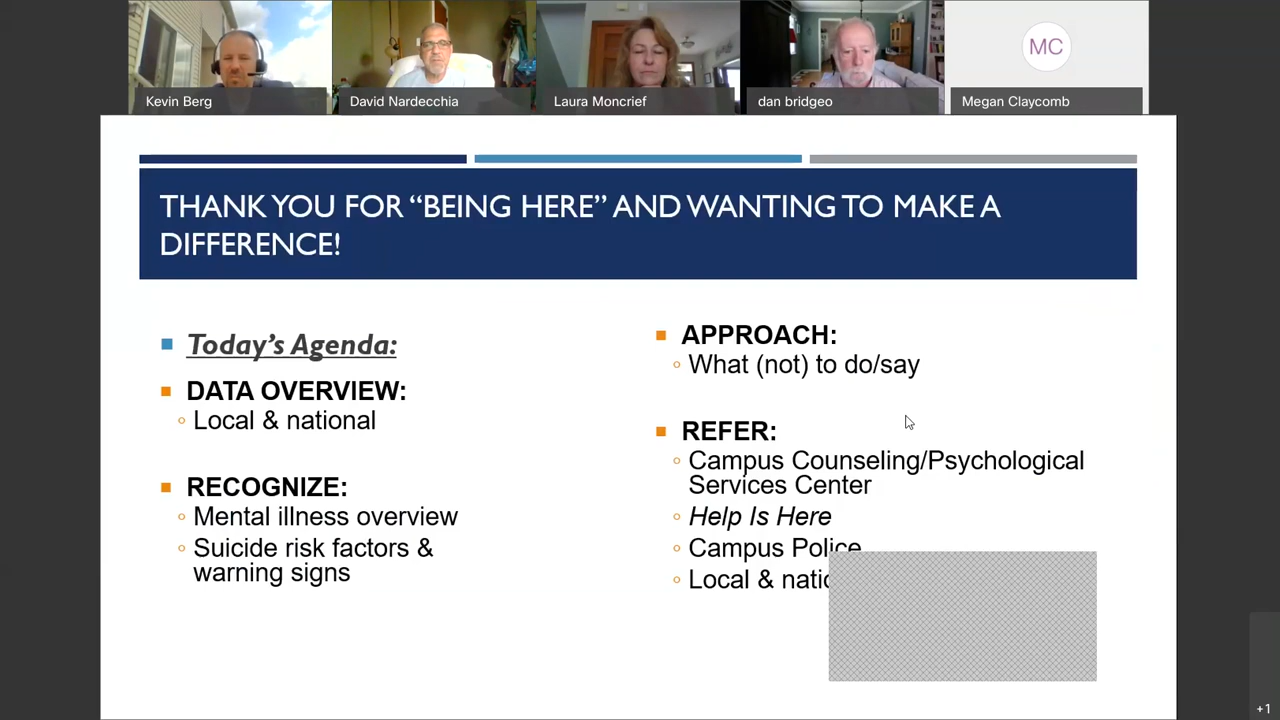 MC
Kevin Berg
David Nardecchia
Laura Moncrief
dan bridgeo
Megan Claycomb
THANK YOU FOR “BEING HERE” AND WANTING TO MAKE A
DIFFERENCE!
Today’s Agenda:
DATA OVERVIEW:
Local & national
RECOGNIZE:
Mental illness overview
Suicide risk factors &
warning signs
APPROACH:
What (not) to do/say
REFER:
Campus Counseling/Psychological
Services Center
Help Is Here
Campus Police
Local &
+1